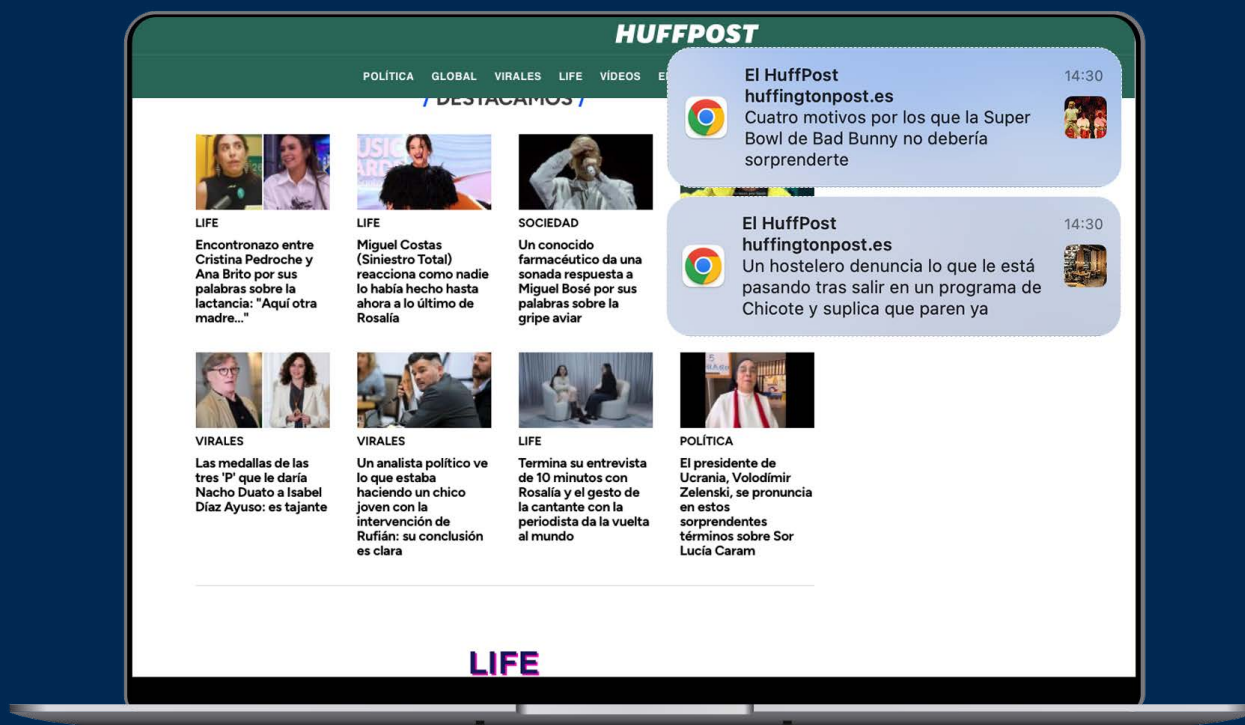 HUFFPOST
POLÍTICA GLOBAL VIRALES LIFE VÍDEOS
/ DESTACAMOS /
El HuffPost 14:30
huffingtonpost.es
Cuatro motivos por los que la Super
Bowl de Bad Bunny no debería
sorprenderte
El HuffPost 14:30
huffingtonpost.es
Un hostelero denuncia lo que le está
pasando tras salir en un programa de
Chicote y suplica que paren ya
LIFE
Encontronazo entre
Cristina Pedroche y
Ana Brito por sus
palabras sobre la
lactancia: "Aquí otra
madre..."
LIFE
Miguel Costas
(Siniestro Total)
reacciona como nadie
lo había hecho hasta
ahora a lo último de
Rosalía
SOCIEDAD
Un conocido
farmacéutico da una
sonada respuesta a
Miguel Bosé por sus
palabras sobre la
gripe aviar
VIRALES
Las medallas de las
tres 'P' que le daría
Nacho Duato a Isabel
Díaz Ayuso: es tajante
VIRALES
Un analista político ve
lo que estaba
haciendo un chico
joven con la
intervención de
Rufián: su conclusión
es clara
LIFE
Termina su entrevista
de 10 minutos con
Rosalía y el gesto de
la cantante con la
periodista da la vuelta
al mundo
POLÍTICA
El presidente de
Ucrania, Volodímir
Zelenski, se pronuncia
en estos
sorprendentes
términos sobre Sor
Lucía Caram
LIFE